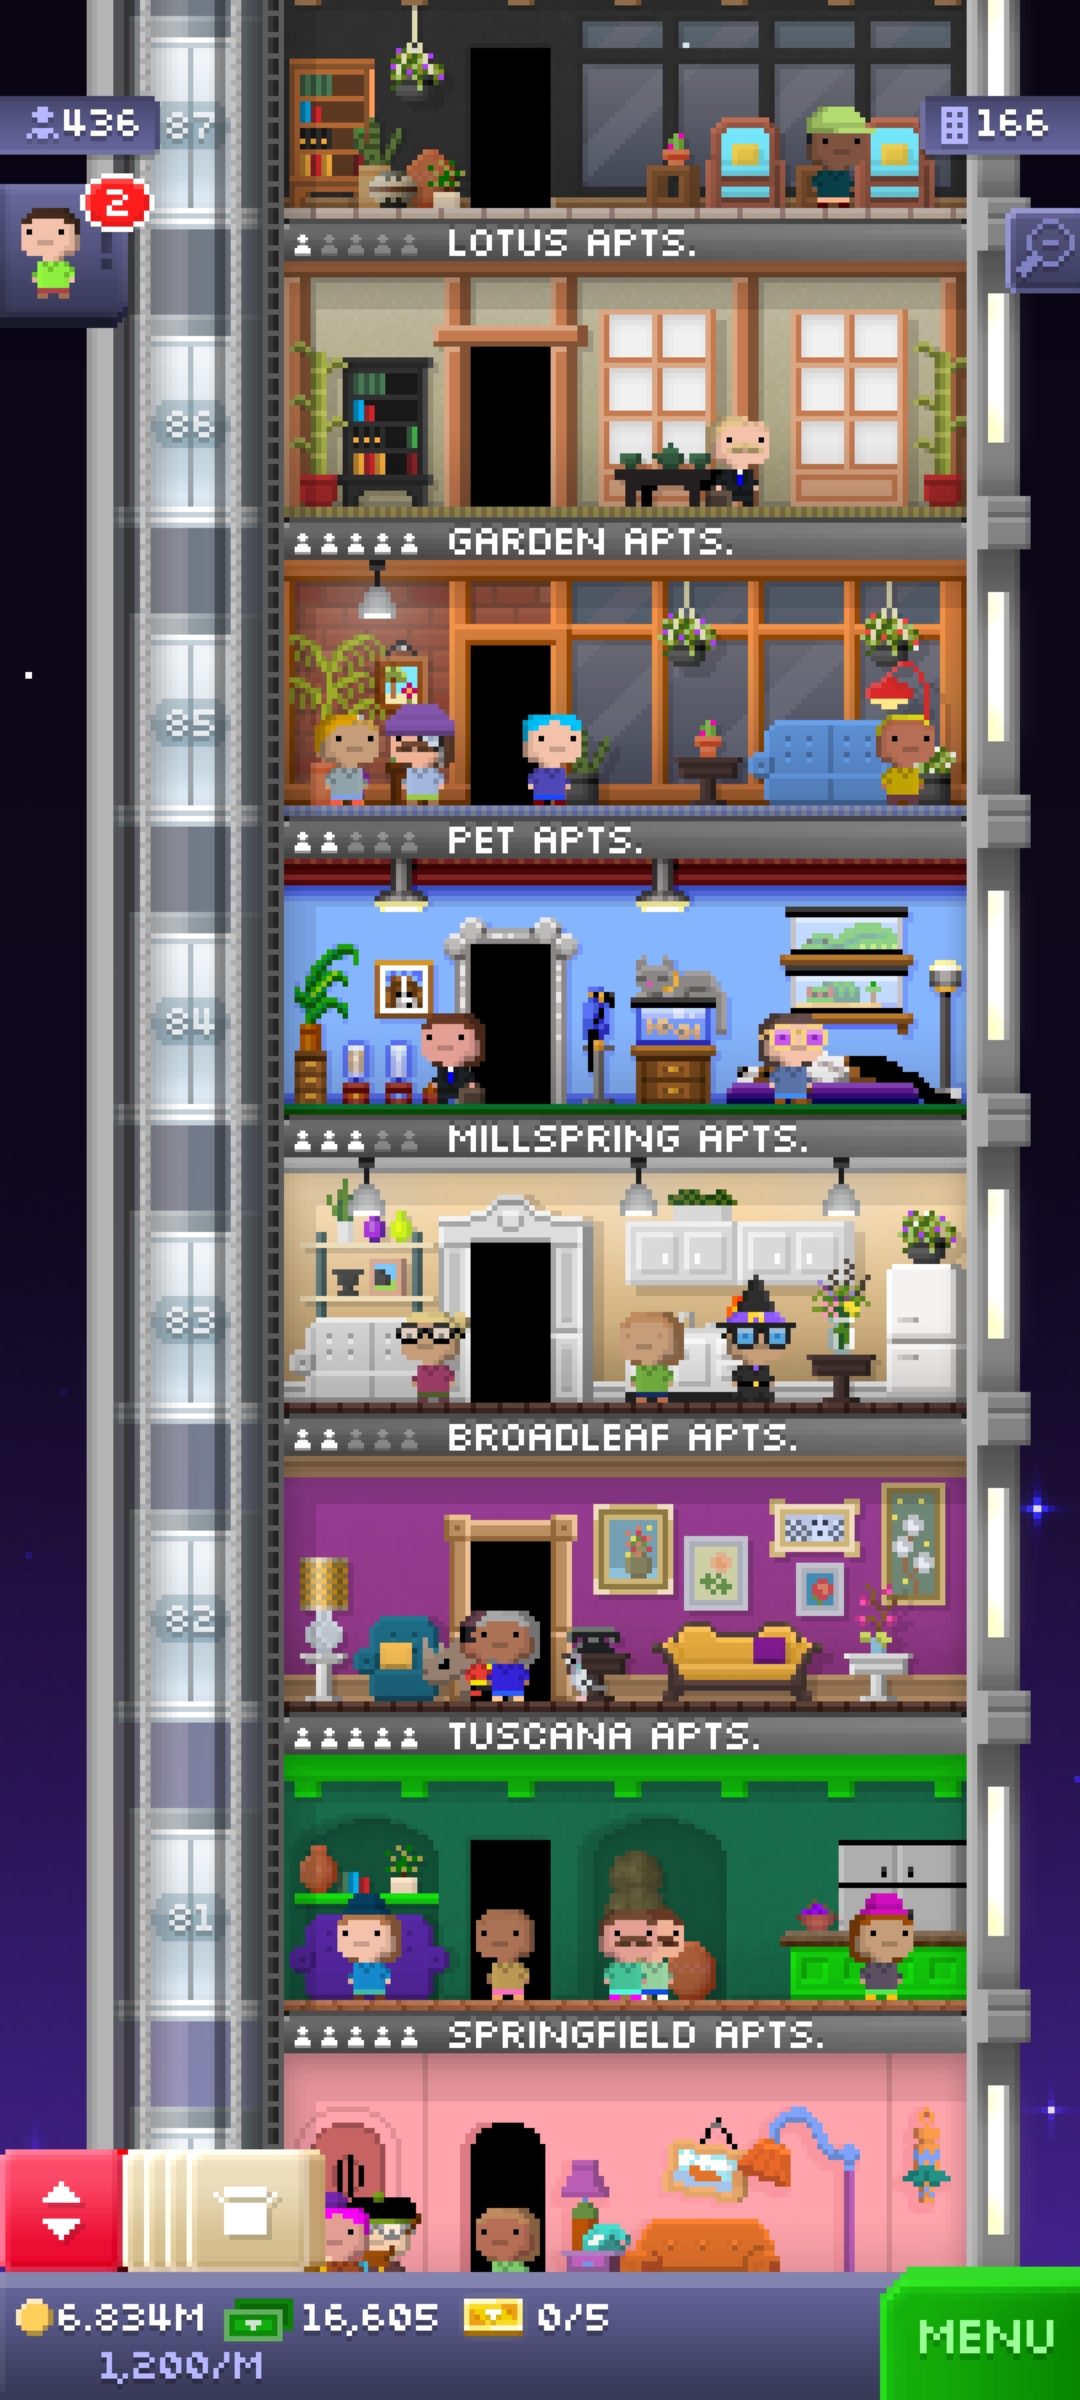 436
87
166
2
LOTUS APTS.
86
GARDEN APTS.
85
PET APTS.
84
MILLSPRING APTS.
83
BROADLEAF APTS.
82
TUSCANA APTS.
81
SPRINGFIELD APTS.
6.834M 16,605 0/5
1,200/M
MENU